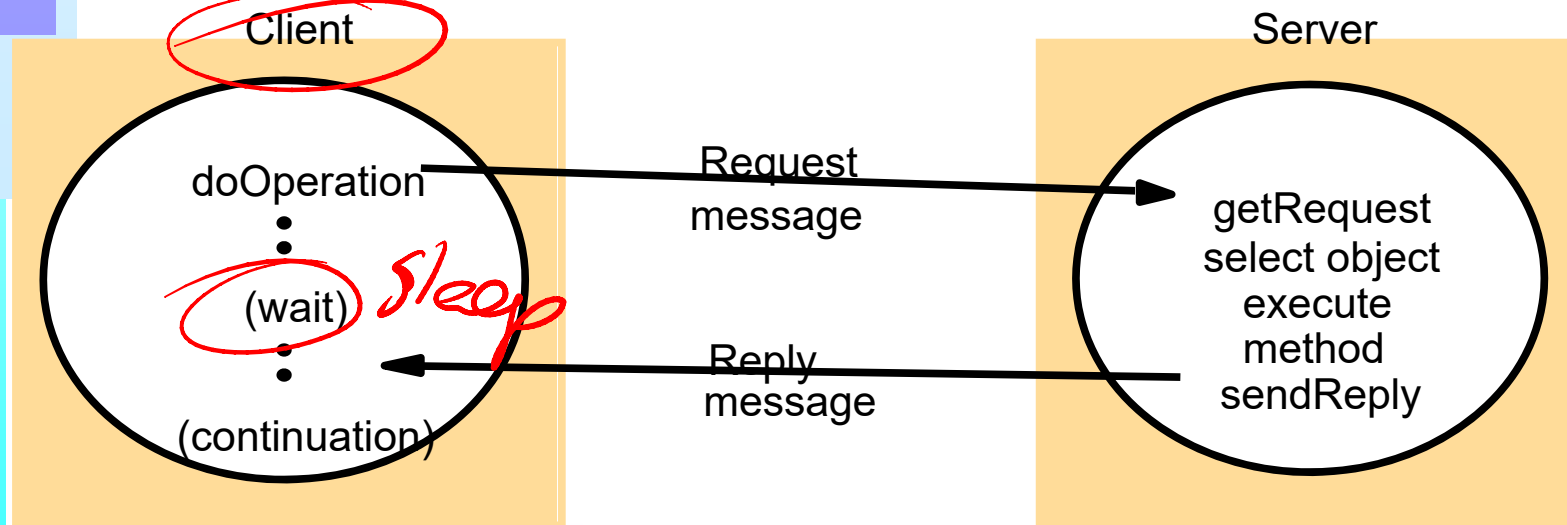 Client
Server
doOperation
(wait)
sleep
(continuation)
Request
message
Reply
message
getRequest
select object
execute
method
sendReply